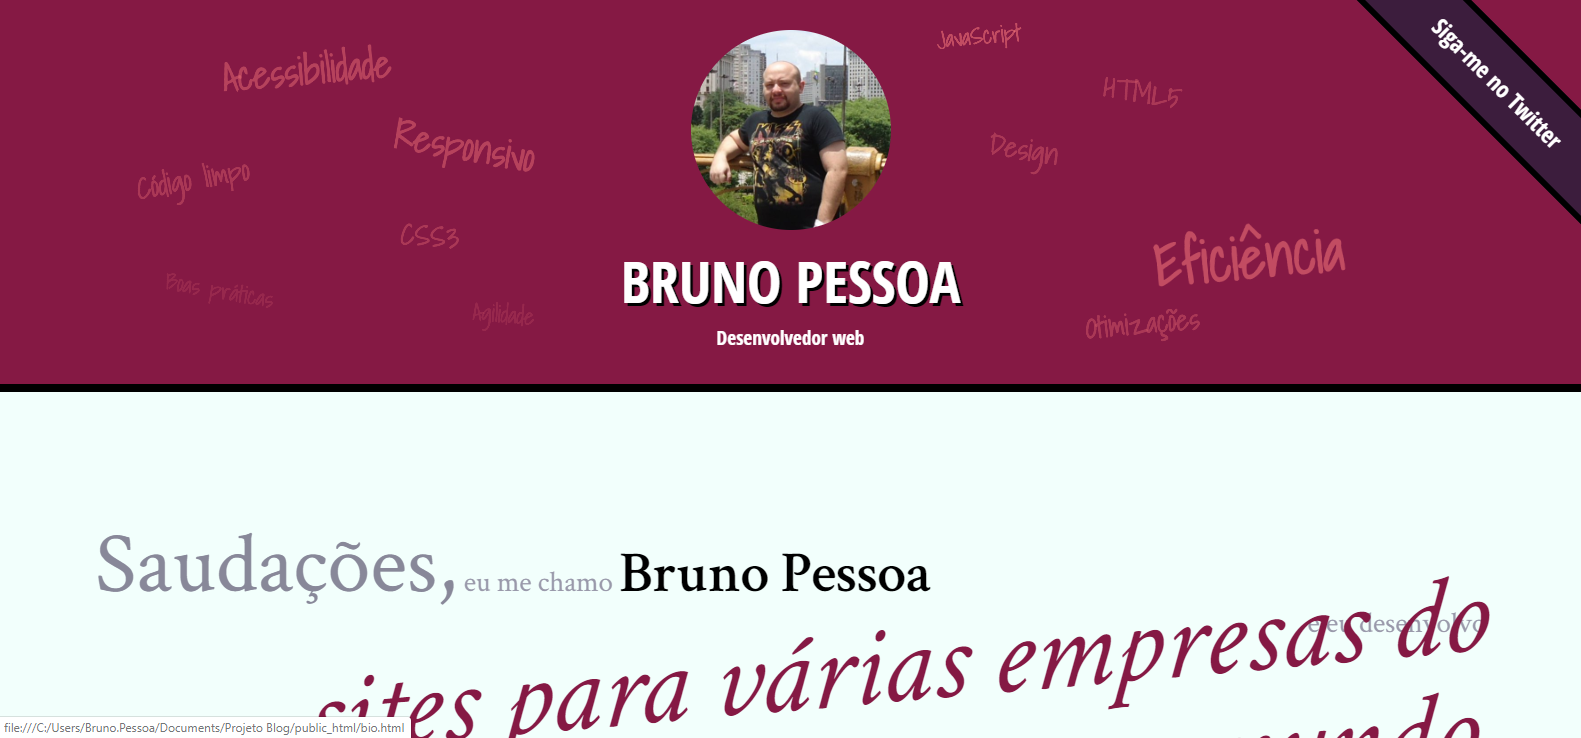 JavaScript
Siga-me no Twitter
Acessibilidade
HTML5
Responsivo
Design
Código limpo
CSS3
Eficiência
BRUNO PESSOA
Boas práticas
Agilidade
Otimizações
Desenvolvedor web
Saudações, eu me chamo Bruno Pessoa
e eu desenvolvo
sites para várias empresas do
mundo
file:///C:/Users/Bruno.Pessoa/Documents/Projeto Blog/public_html/bio.html